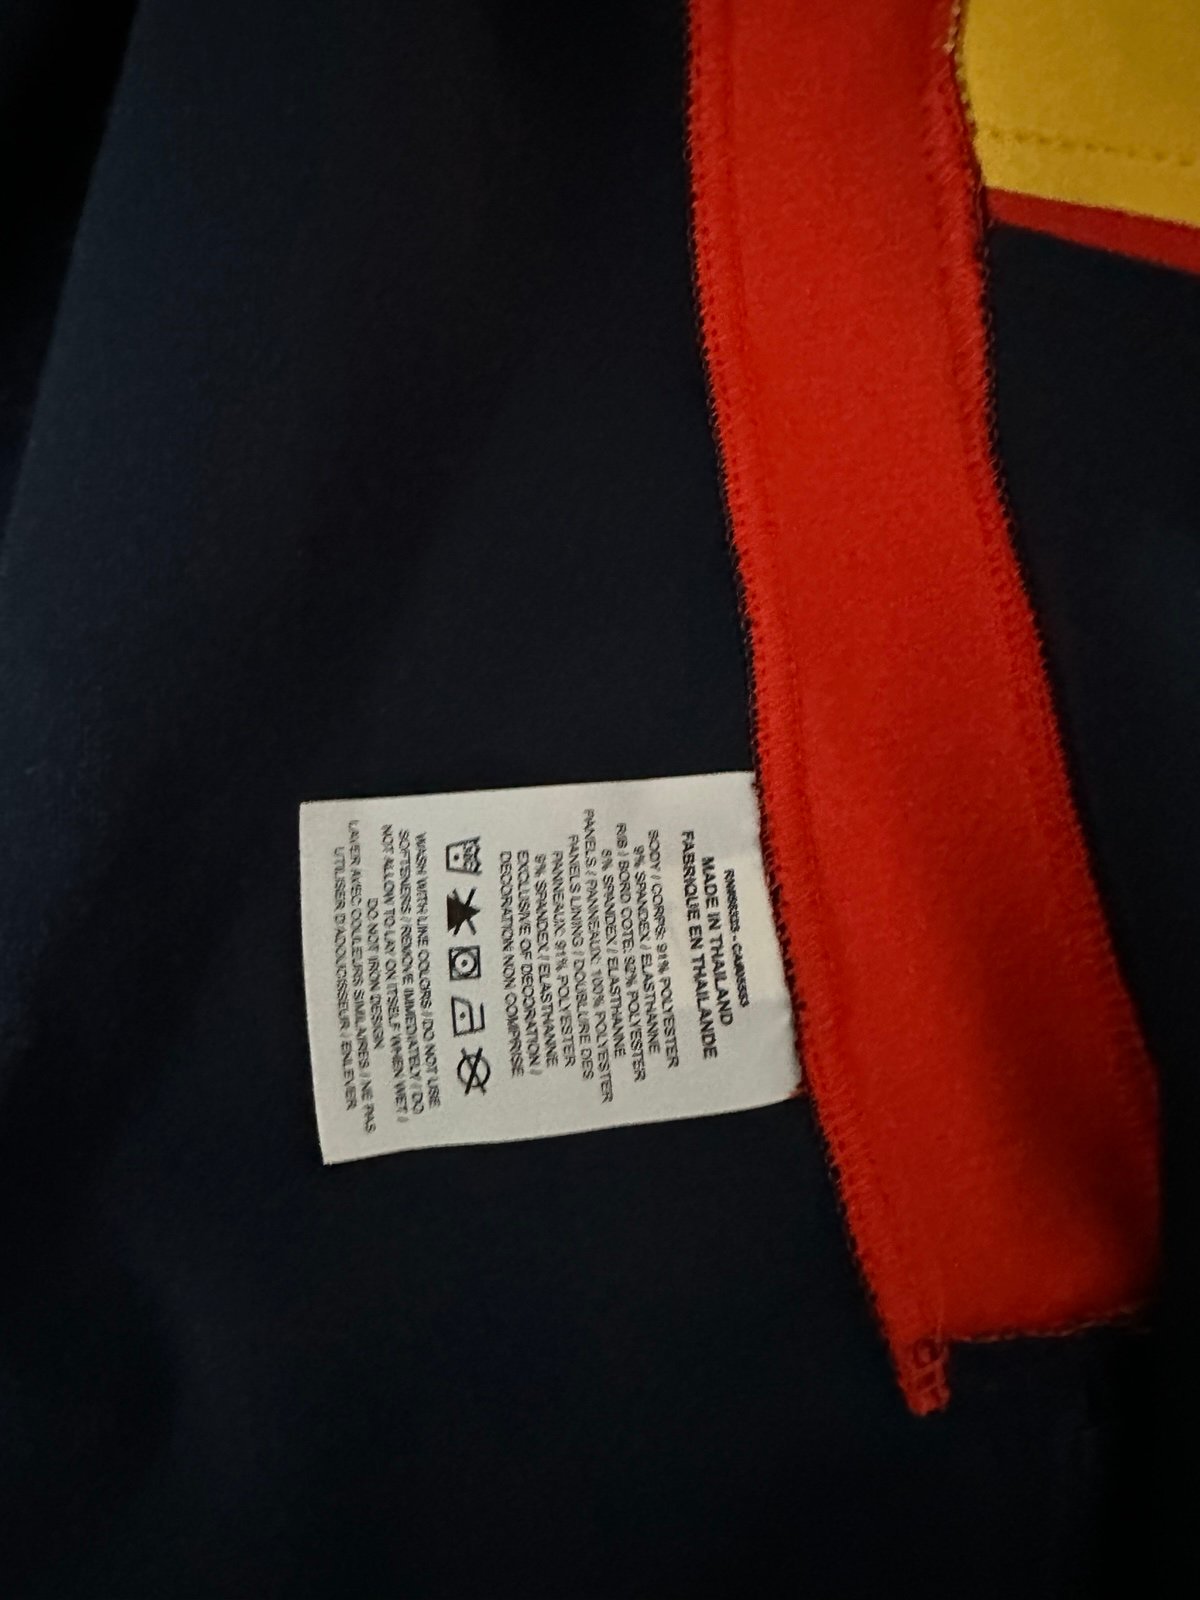 MADE IN THAILAND
FABRIQUE EN THAILANDE
BODY / CORPS: 91% POLYESTER
9% SPANDEX / ELASTHANNE
RIB / BORD COTE: 92% POLYESTER
8% SPANDEX / ELASTHANNE
PANELS / PANNEAUX: 100% POLYESTER
PANELS LINING / DOUBLURE DES
PANNEAUX: 91% POLYESTER
9% SPANDEX / ELASTHANNE
EXCLUSIVE OF DECORATION /
DECORATION NON COMPRISE
WASH WITH LIKE COLORS / DO NOT USE
SOFTENERS / REMOVE IMMEDIATELY / DO
NOT ALLOW TO LAY ON ITSELF WHEN WET /
DO NOT IRON DESIGN
LAVER AVEC COULEURS SIMILAIRES / NE PAS
UTILISER D'ADOUCISSEUR / ENLEVER